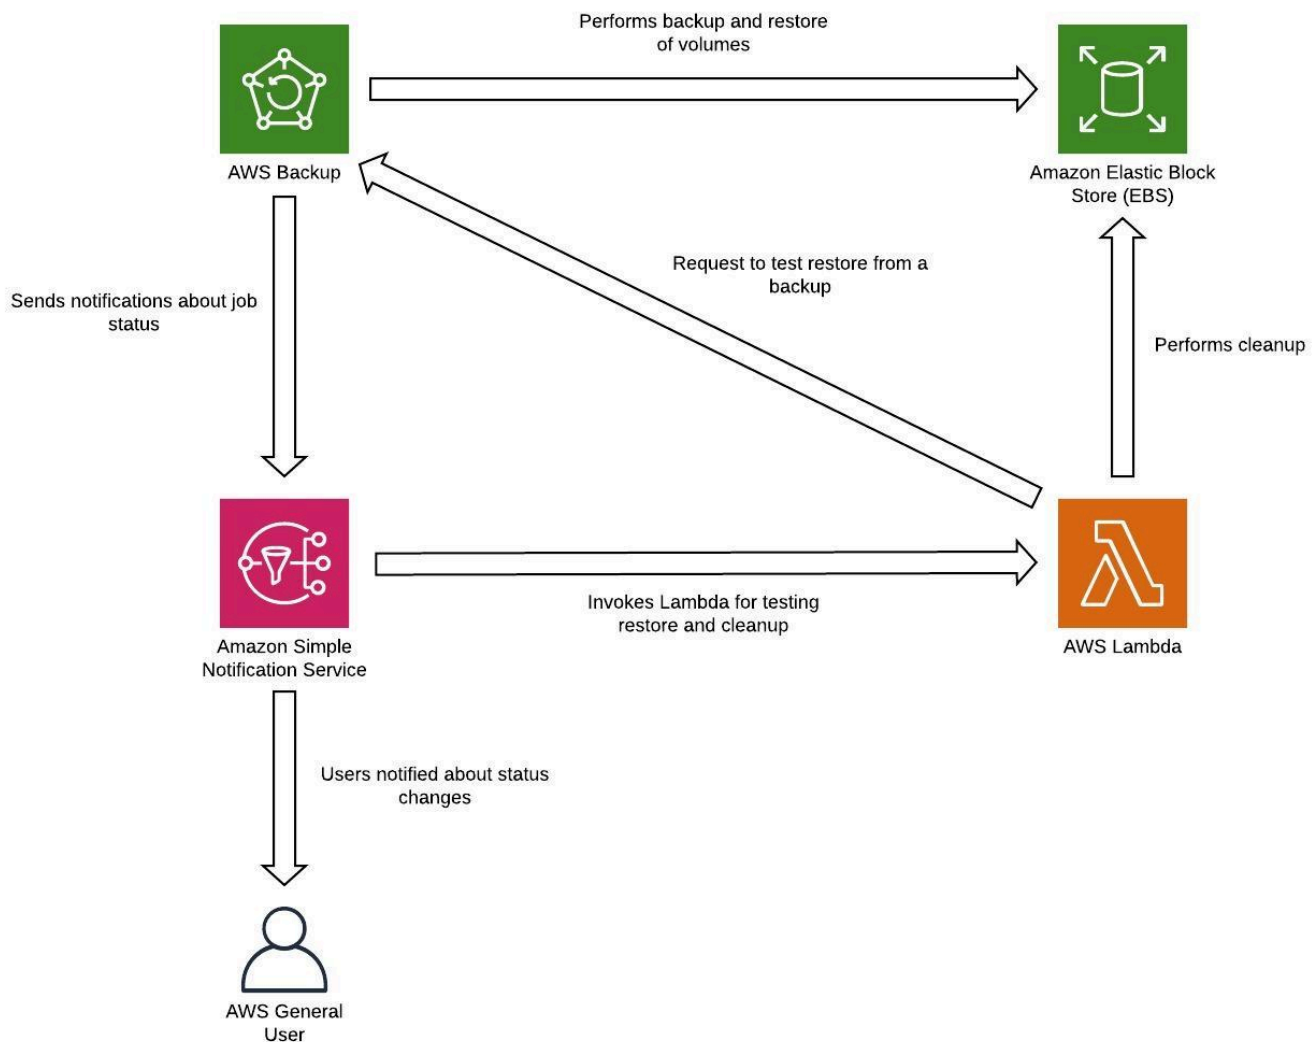 Performs backup and restore
of volumes
AWS Backup
Amazon Elastic Block
Store (EBS)
Request to test restore from a
backup
Sends notifications about job
status
Performs cleanup
Invokes Lambda for testing
restore and cleanup
Amazon Simple
Notification Service
AWS Lambda
Users notified about status
changes
AWS General
User